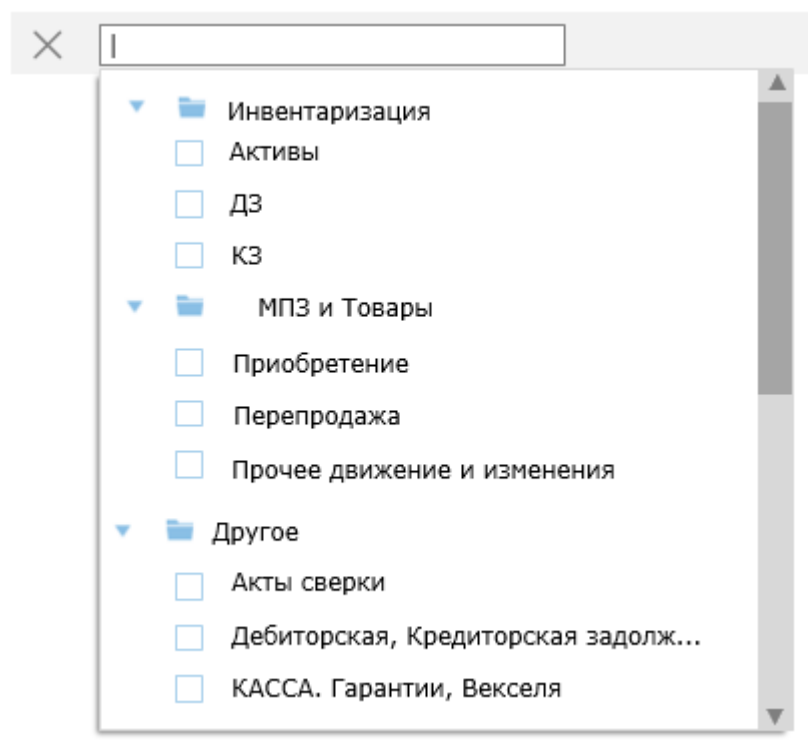 Инвентаризация
Активы
ДЗ
КЗ
МПЗ и Товары
Приобретение
Перепродажа
Прочее движение и изменения
Другое
Акты сверки
Дебиторская, Кредиторская задолж...
КАССА. Гарантии, Векселя